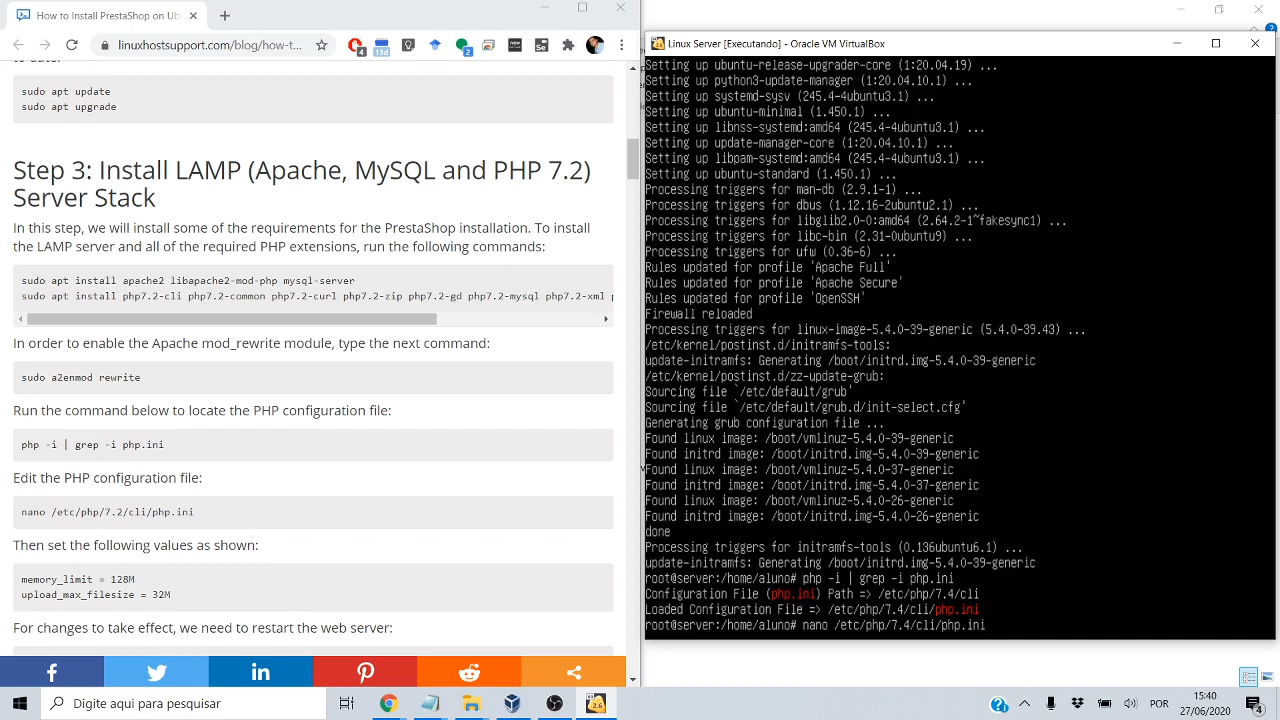 How to Install PrestaShop on Ub
linuxhostsupport.com/blog/how-t...
4
13d
2
to date.
sudo apt update
sudo apt upgrade
Step 3: Install LAMP (Apache, MySQL and PHP 7.2)
Server Stack
In this step, we will install some of the requirements for the PrestaShop installation. To install
the LAMP server and all of the required PHP extensions, run the following commands:
sudo apt install apache2 libapache2-mod-php mysql-server
sudo apt install php7.2-cli php7.2-common php7.2-curl php7.2-zip php7.2-gd php7.2-mysql php7.2-xml p
In order to enable the Apache mod_rewrite module, type the next command:
sudo a2enmod rewrite
Run the command below to locate the PHP configuration file:
php -i | grep -i php.ini
Edit the PHP configuration file:
nano /etc/php/7.2/cli/php.ini
Then set the following values as shown:
memory_limit = 128M
upload_max_filesize = 32M
For changes to take effect, we need to restart the web server:
Linux Server [Executando] - Oracle VM VirtualBox
Setting up ubuntu-release-upgrader-core (1:20.04.19) ...
Setting up python3-update-manager (1:20.04.10.1) ...
Setting up systemd-sysv (245.4-4ubuntu3.1) ...
Setting up ubuntu-minimal (1.450.1) ...
Setting up libnss-systemd:amd64 (245.4-4ubuntu3.1) ...
Setting up update-manager-core (1:20.04.10.1) ...
Setting up libpam-systemd:amd64 (245.4-4ubuntu3.1) ...
Setting up ubuntu-standard (1.450.1) ...
Processing triggers for man-db (2.9.1-1) ...
Processing triggers for dbus (1.12.16-2ubuntu2.1) ...
Processing triggers for libglib2.0-0:amd64 (2.64.2-1~fakesync1) ...
Processing triggers for libc-bin (2.31-0ubuntu9) ...
Processing triggers for ufw (0.36-6) ...
Rules updated for profile 'Apache Full'
Rules updated for profile 'Apache Secure'
Rules updated for profile 'OpenSSH'
Firewall reloaded
Processing triggers for linux-image-5.4.0-39-generic (5.4.0-39.43) ...
/etc/kernel/postinst.d/initramfs-tools:
update-initramfs: Generating /boot/initrd.img-5.4.0-39-generic
/etc/kernel/postinst.d/zz-update-grub:
Sourcing file `/etc/default/grub'
Sourcing file `/etc/default/grub.d/init-select.cfg'
Generating grub configuration file ...
Found linux image: /boot/vmlinuz-5.4.0-39-generic
Found initrd image: /boot/initrd.img-5.4.0-39-generic
Found linux image: /boot/vmlinuz-5.4.0-37-generic
Found initrd image: /boot/initrd.img-5.4.0-37-generic
Found linux image: /boot/vmlinuz-5.4.0-26-generic
Found initrd image: /boot/initrd.img-5.4.0-26-generic
done
Processing triggers for initramfs-tools (0.136ubuntu6.1) ...
update-initramfs: Generating /boot/initrd.img-5.4.0-39-generic
root@server:/home/aluno# php -i | grep -i php.ini
Configuration File (php.ini) Path => /etc/php/7.4/cli
Loaded Configuration File => /etc/php/7.4/cli/php.ini
root@server:/home/aluno# nano /etc/php/7.4/cli/php.ini
Digite aqui para pesquisar
2.6
POR
15:40
27/06/2020
4